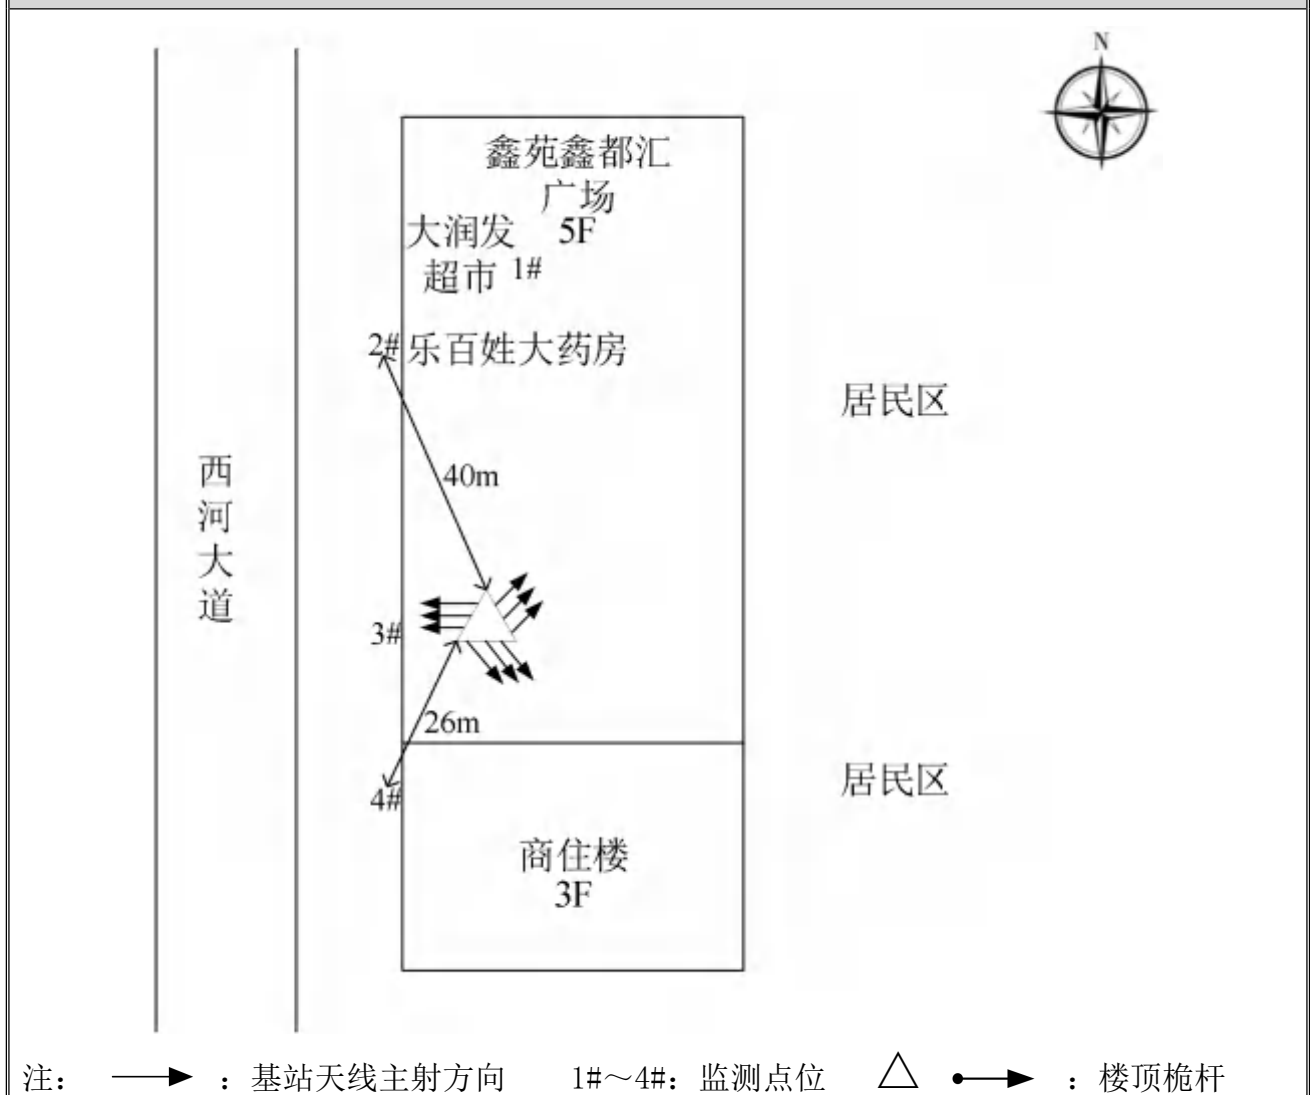 N
鑫苑鑫都汇
广场
大润发 5F
超市 1#
2# 乐百姓大药房
居民区
40m
西河大道
3#
26m
4#
居民区
商住楼
3F
注： ：基站天线主射方向 1#～4#：监测点位 ：楼顶桅杆